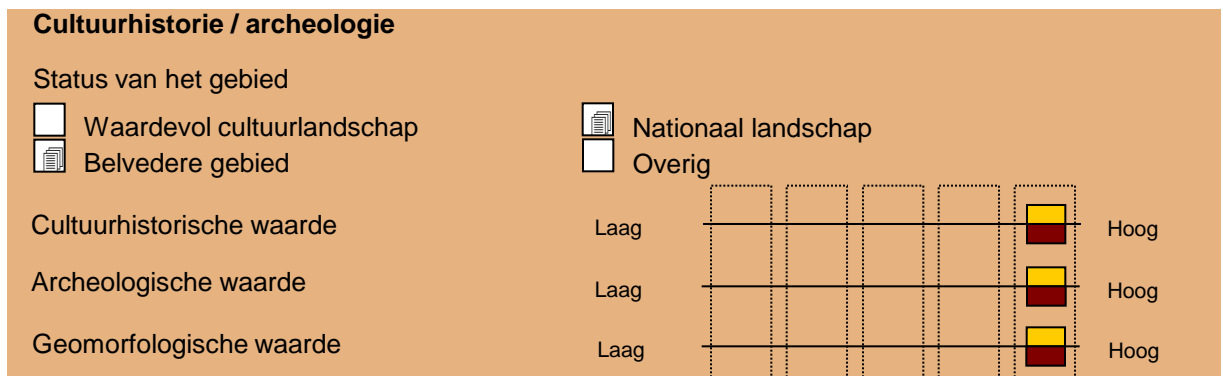 Cultuurhistorie / archeologie
Status van het gebied
Waardevol cultuurlandschap Nationaal landschap
Belvedere gebied Overig
Cultuurhistorische waarde Laag Hoog
Archeologische waarde Laag Hoog
Geomorfologische waarde Laag Hoog